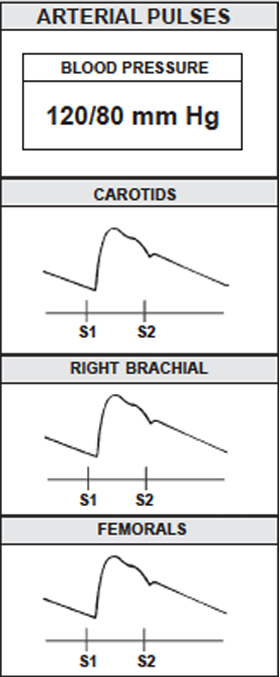 ARTERIAL PULSES
BLOOD PRESSURE
120/80 mm Hg
CAROTIDS
S1 S2
RIGHT BRACHIAL
S1 S2
FEMORALS
S1 S2